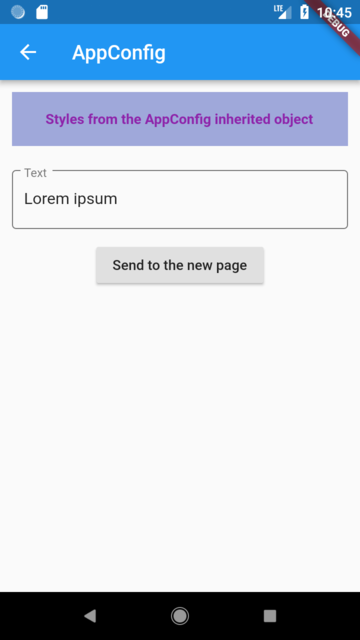 LTE
10:45
DEBUG
AppConfig
Styles from the AppConfig inherited object
Text
Lorem ipsum
Send to the new page